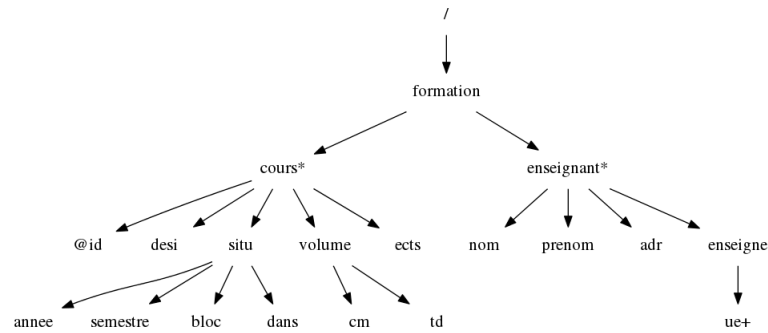 /
formation
cours* enseignant*
@id desi situ volume ects nom prenom adr enseigne
annee semestre bloc dans cm td ue+